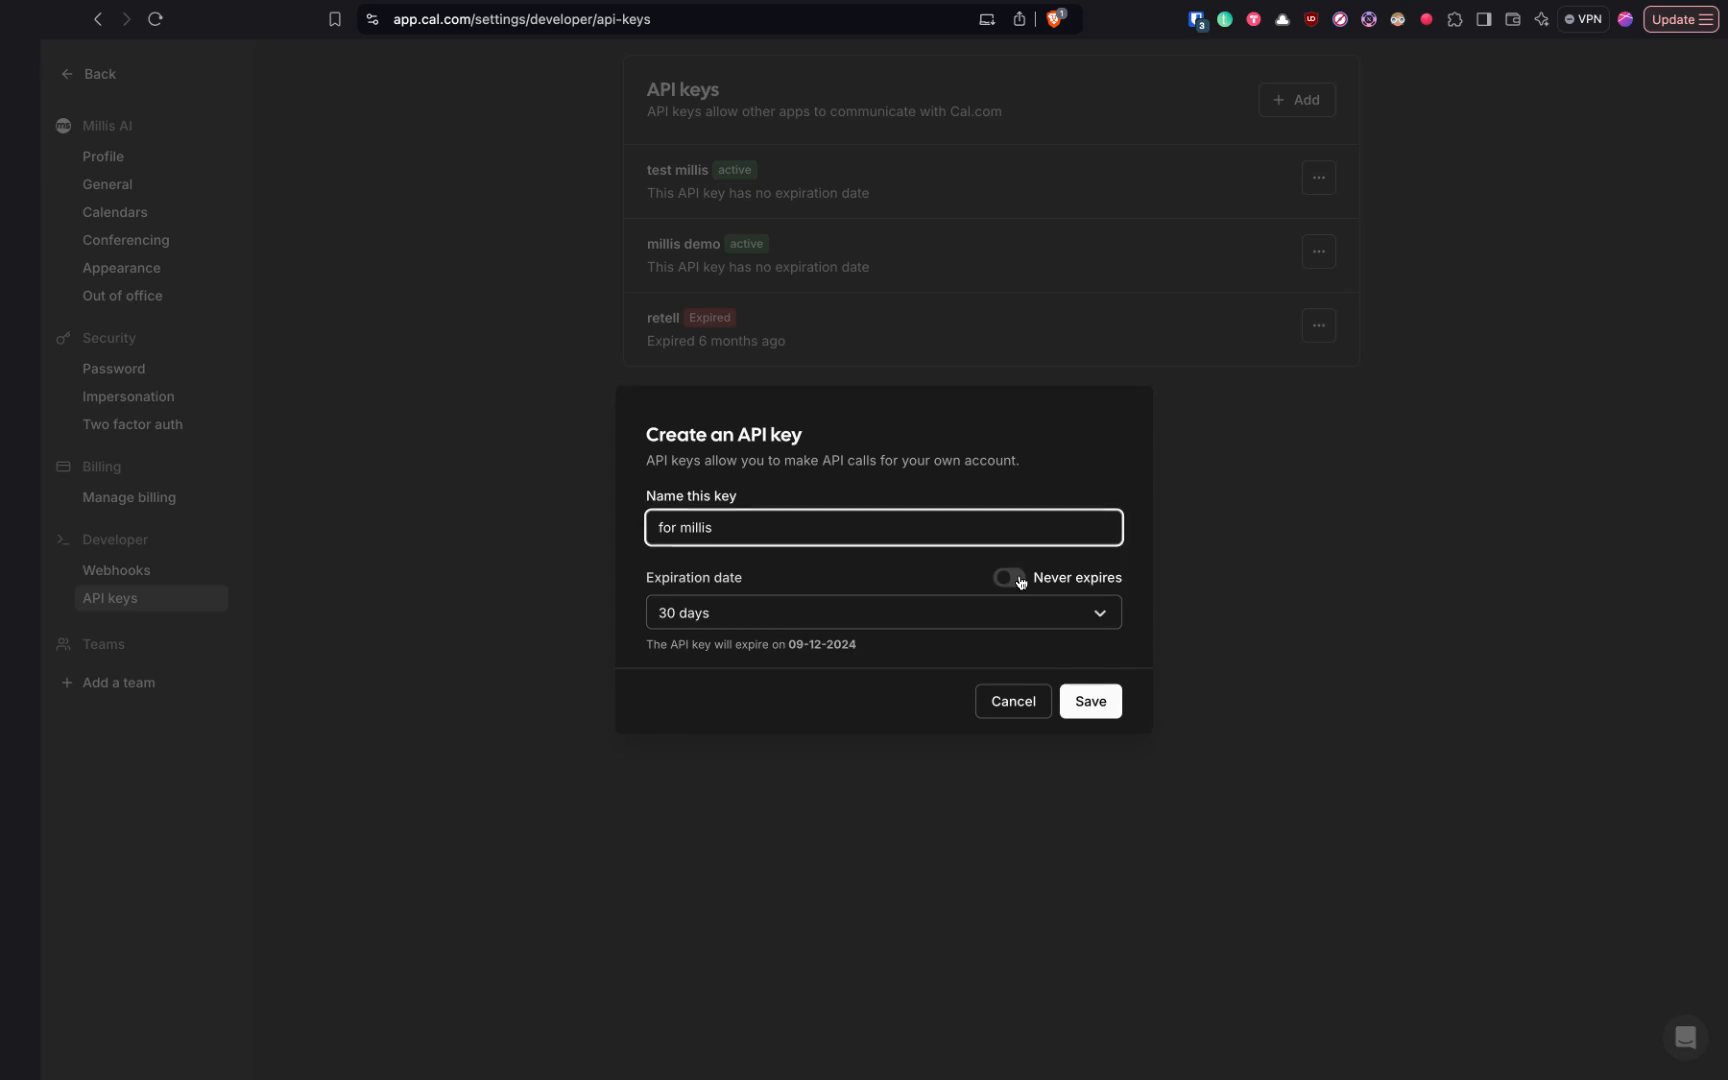 app.cal.com/settings/developer/api-keys
1
3
UD
VPN
Update
Back
Millis AI
Profile
General
Calendars
Conferencing
Appearance
Out of office
Security
Password
Impersonation
Two factor auth
Billing
Manage billing
Developer
Webhooks
API keys
Teams
+ Add a team
API keys
API keys allow other apps to communicate with Cal.com
+ Add
test millis active
This API key has no expiration date
...
millis demo active
This API key has no expiration date
...
retell Expired
Expired 6 months ago
...
Create an API key
API keys allow you to make API calls for your own account.
Name this key
for millis
Expiration date
Never expires
30 days
The API key will expire on 09-12-2024
Cancel
Save